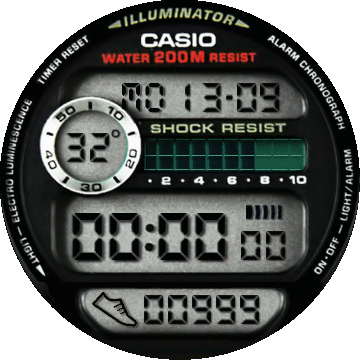 ILLUMINATOR
CASIO
WATER 200M RESIST
TIMER RESET
ALARM CHRONOGRAPH
MO 13-09
SHOCK RESIST
50 10
40 20
30
32°
• 2 • 4 • 6 • 8 • 10
ELECTRO LUMINESCENCE
LIGHT
00:00 00
ON•OFF — LIGHT/ALARM
00999